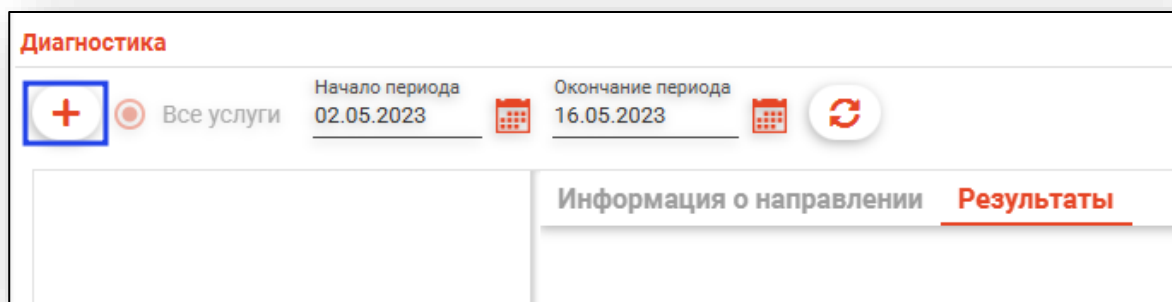 Диагностика
Все услуги
Начало периода
02.05.2023
Окончание периода
16.05.2023
Информация о направлении Результаты